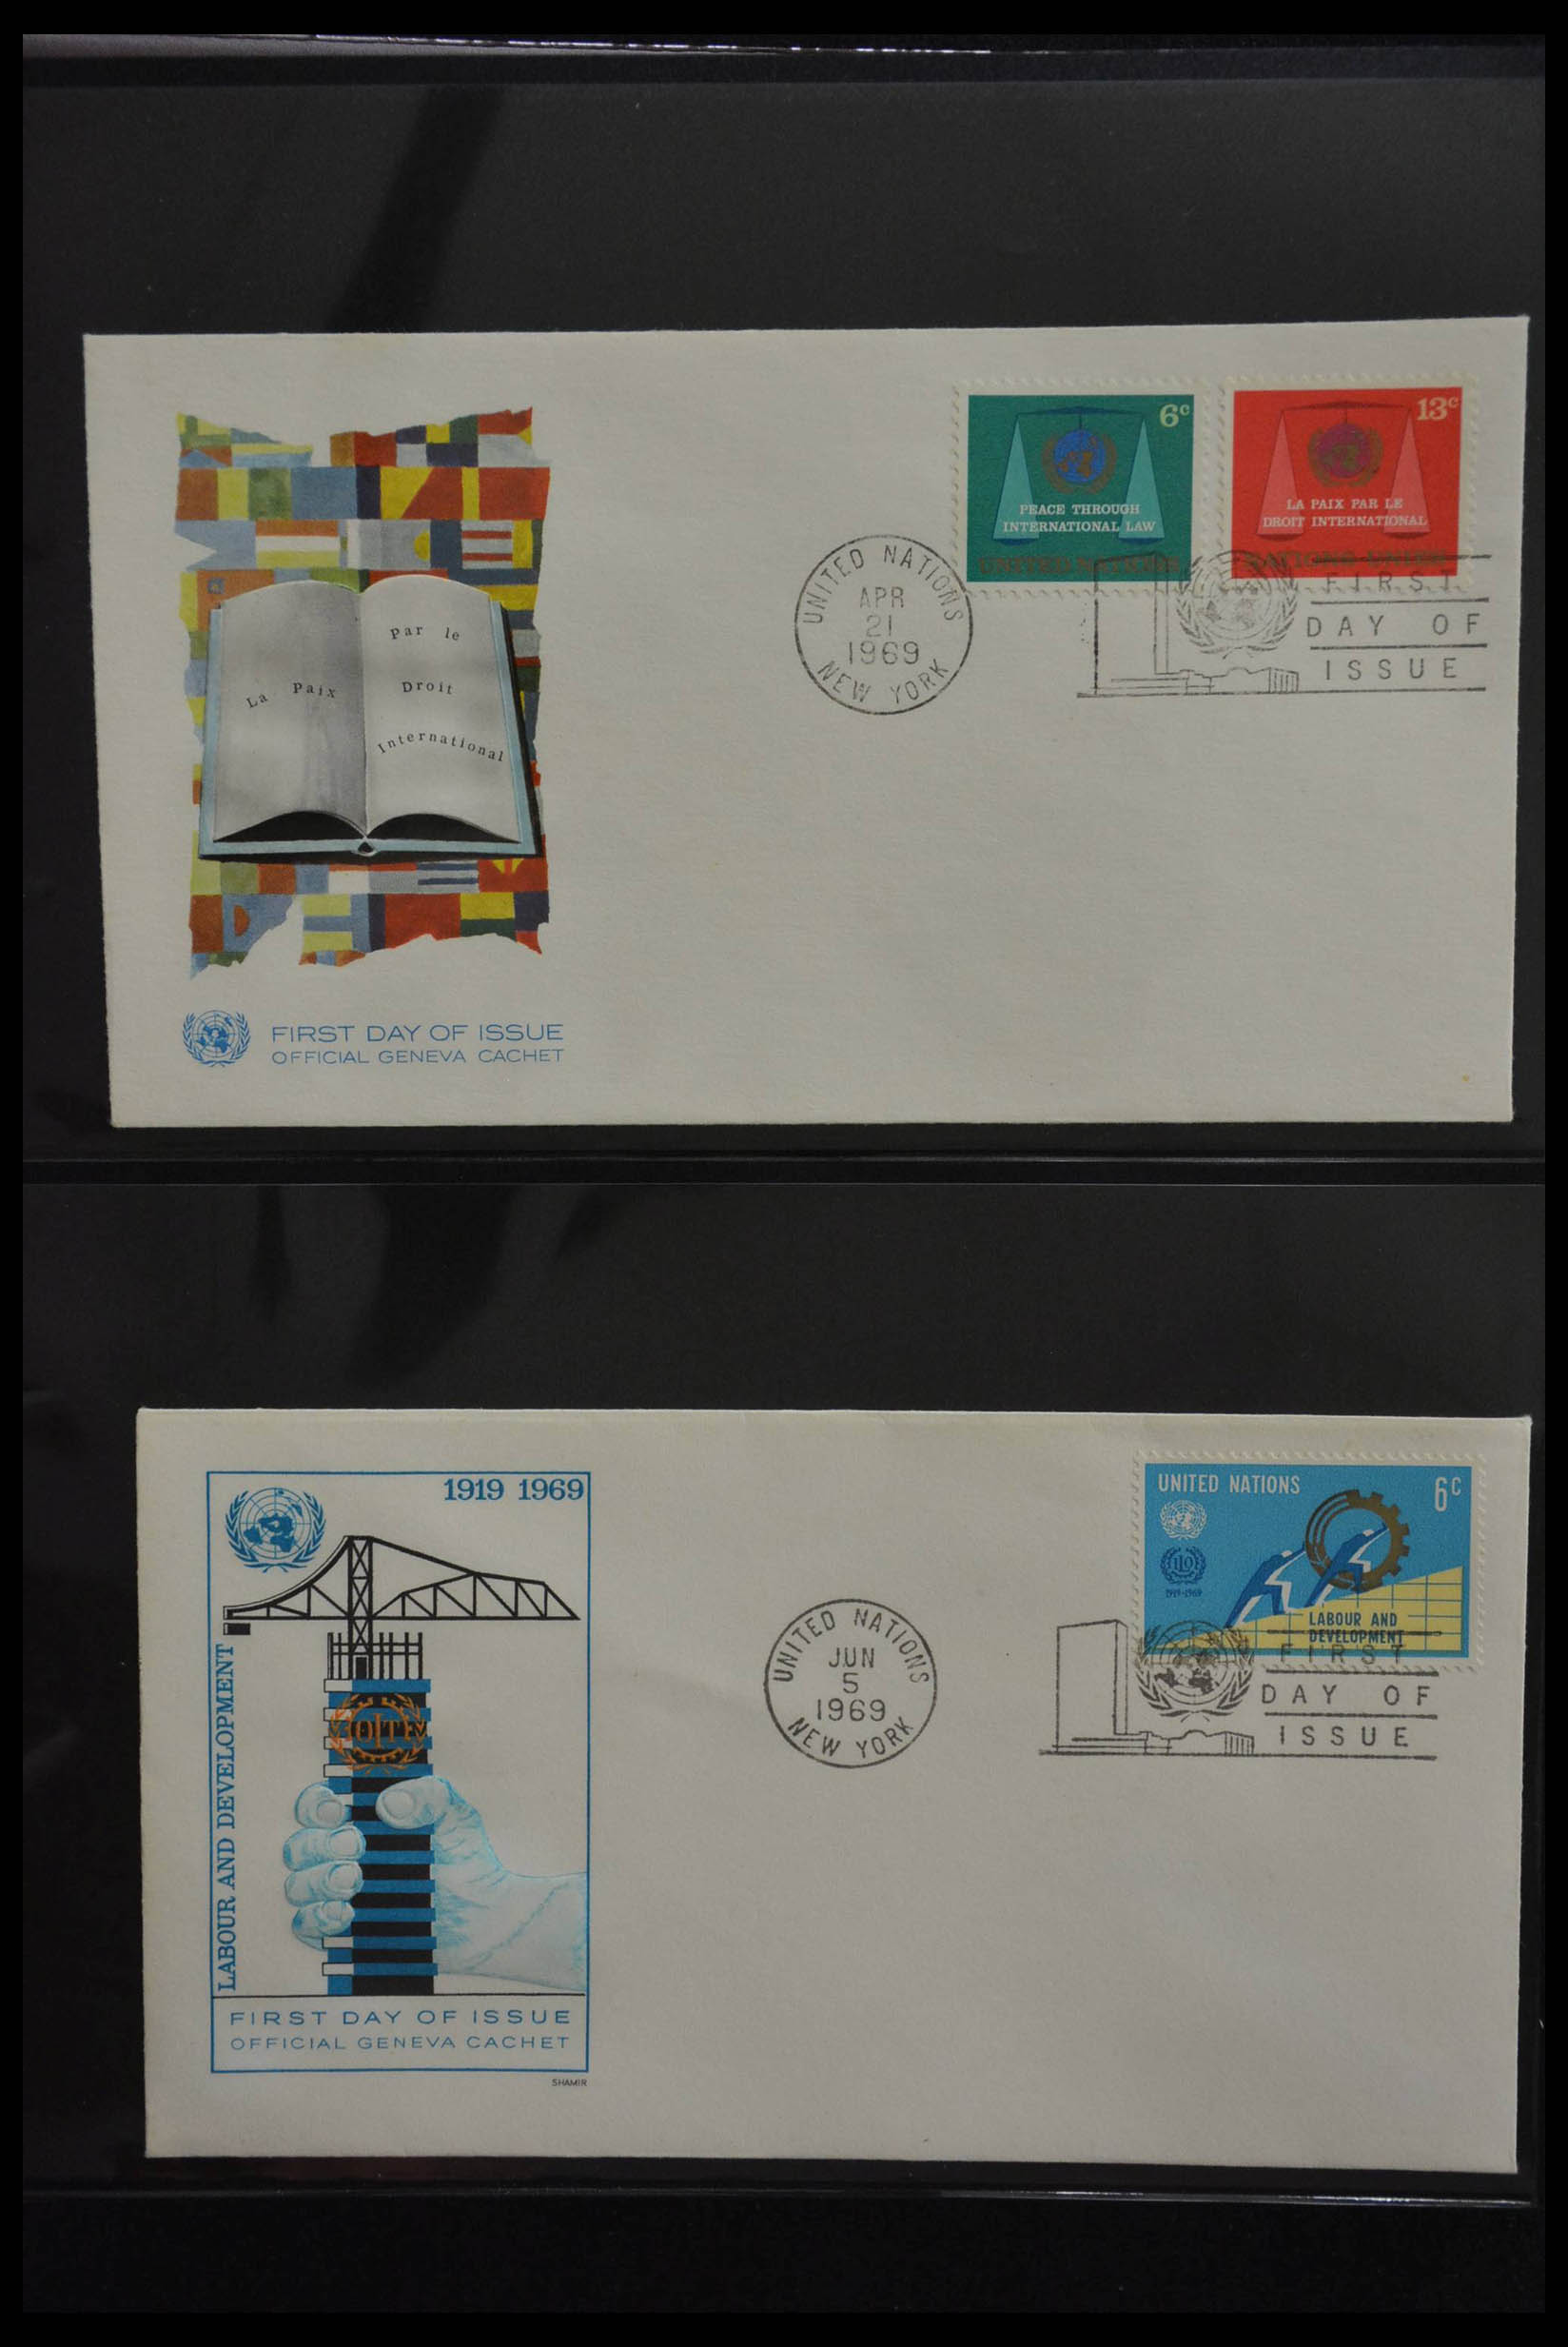 6c
PEACE THROUGH
INTERNATIONAL LAW
UNITED NATIONS
13c
LA PAIX PAR LE
DROIT INTERNATIONAL
NATIONS UNIES
UNITED NATIONS
APR
21
1969
NEW YORK
FIRST
DAY OF
ISSUE
La Paix
Par le
Droit
International
FIRST DAY OF ISSUE
OFFICIAL GENEVA CACHET
1919 1969
LABOUR AND DEVELOPMENT
OIT
FIRST DAY OF ISSUE
OFFICIAL GENEVA CACHET
SHAMIR
UNITED NATIONS
JUN
5
1969
NEW YORK
UNITED NATIONS 6c
ILO
1919-1969
LABOUR AND
DEVELOPMENT
FIRST
DAY OF
ISSUE